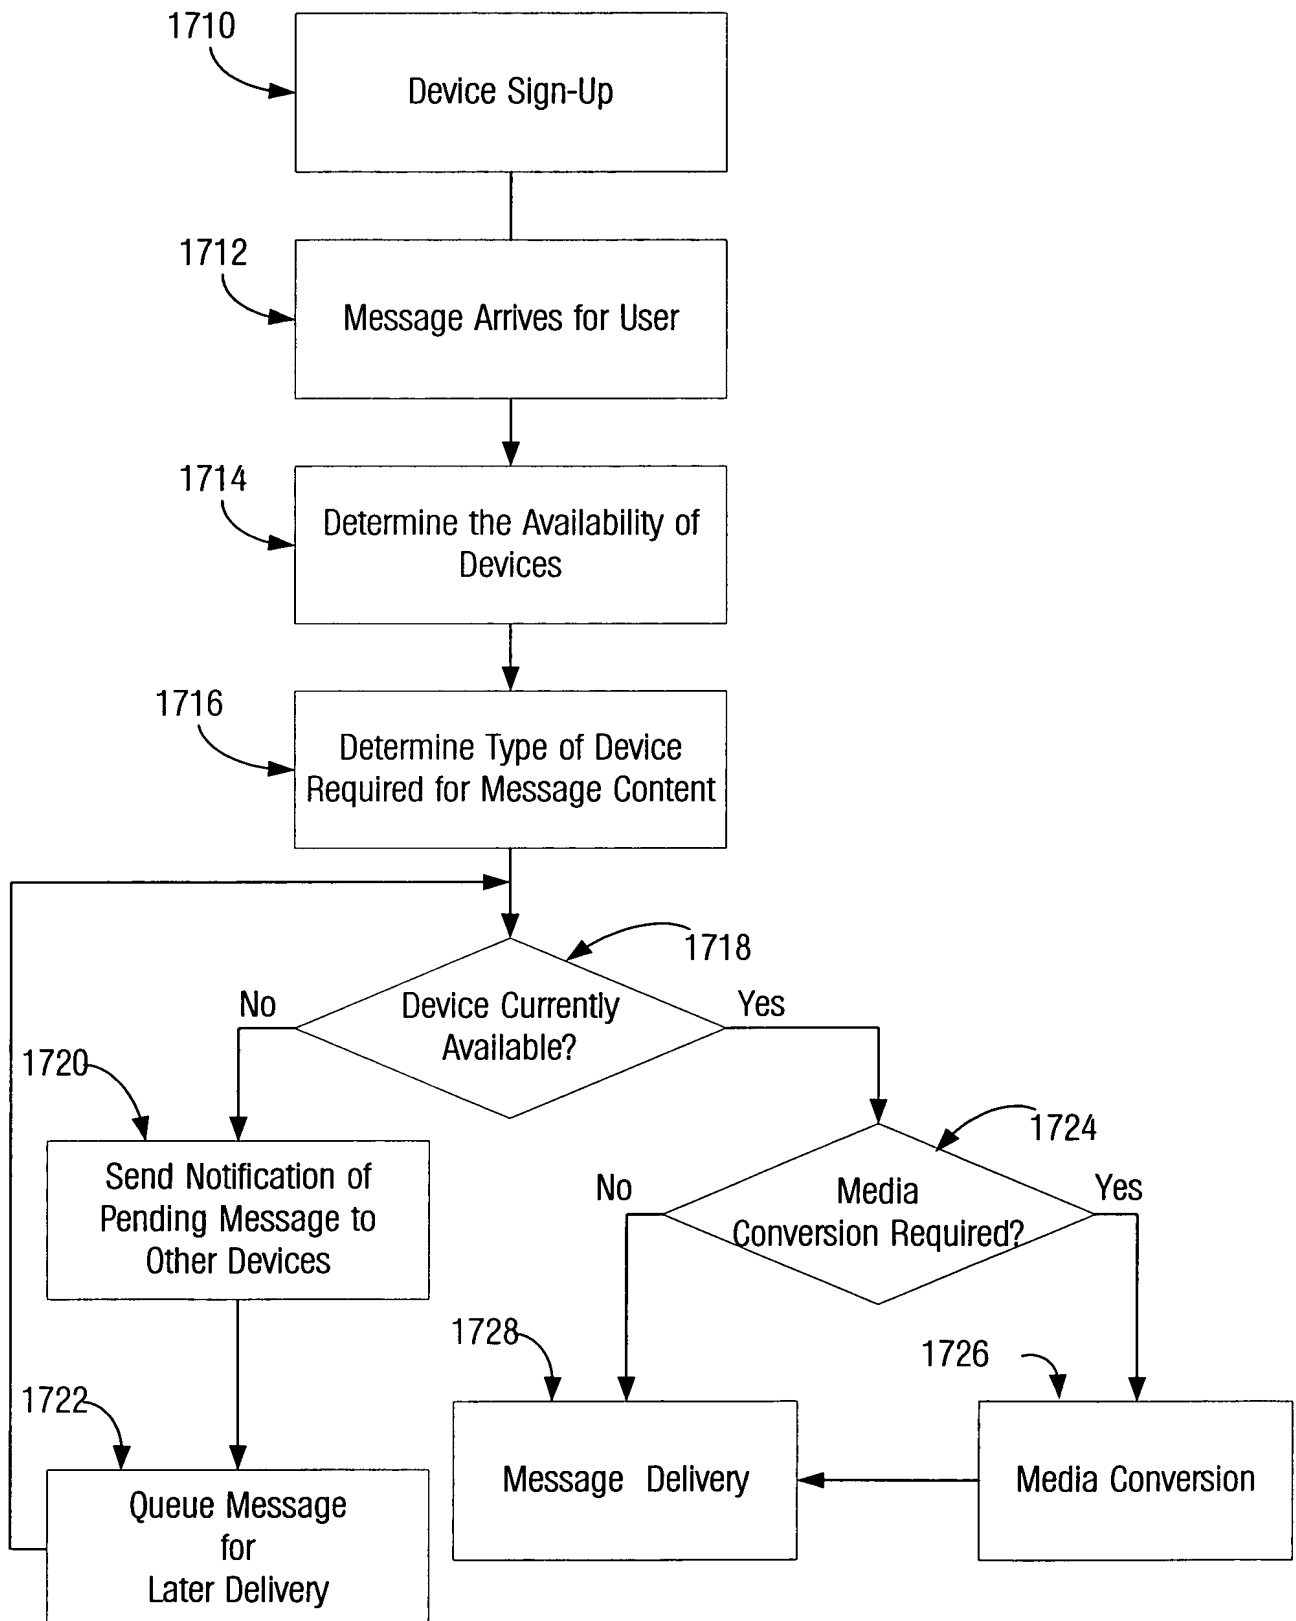 1710
Device Sign-Up
1712
Message Arrives for User
1714
Determine the Availability of
Devices
1716
Determine Type of Device
Required for Message Content
1718
No
Device Currently
Available?
Yes
1720
Send Notification of
Pending Message to
Other Devices
1724
No
Media
Conversion Required?
Yes
1728
1726
1722
Queue Message
for
Later Delivery
Message Delivery
Media Conversion